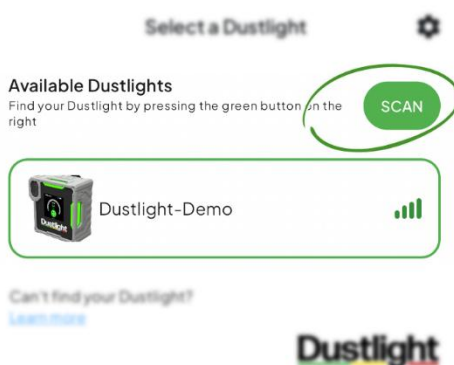 Select a Dustlight
Available Dustlights
Find your Dustlight by pressing the green button on the
right
SCAN
Dustlight
Dustlight-Demo
Can't find your Dustlight?
Learn more
Dustlight